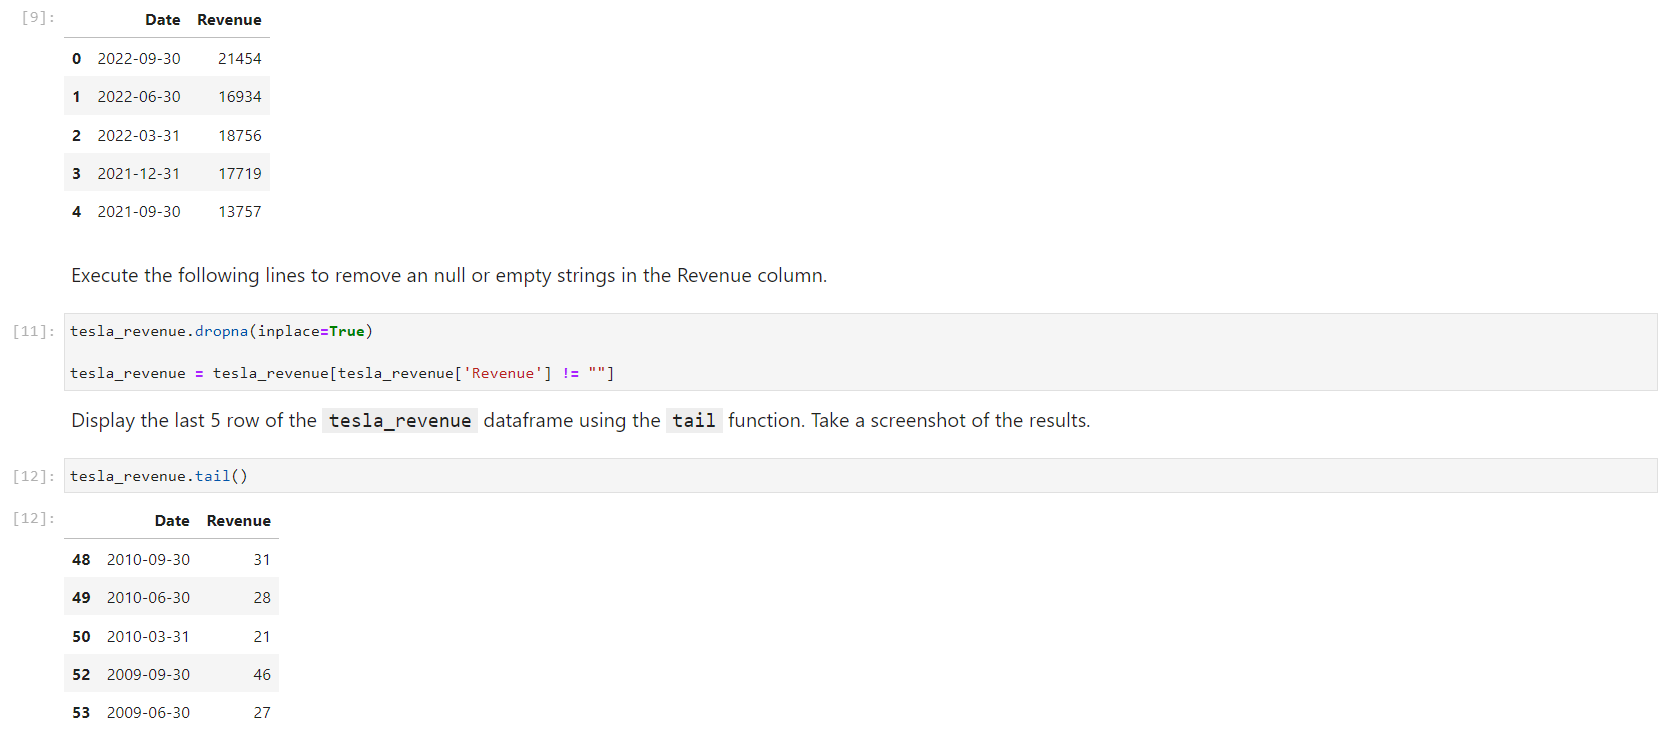 [9]:
Date Revenue
0 2022-09-30 21454
1 2022-06-30 16934
2 2022-03-31 18756
3 2021-12-31 17719
4 2021-09-30 13757
Execute the following lines to remove an null or empty strings in the Revenue column.
[11]: tesla_revenue.dropna(inplace=True)
tesla_revenue = tesla_revenue[tesla_revenue['Revenue'] != ""]
Display the last 5 row of the tesla_revenue dataframe using the tail function. Take a screenshot of the results.
[12]: tesla_revenue.tail()
[12]:
Date Revenue
48 2010-09-30 31
49 2010-06-30 28
50 2010-03-31 21
52 2009-09-30 46
53 2009-06-30 27